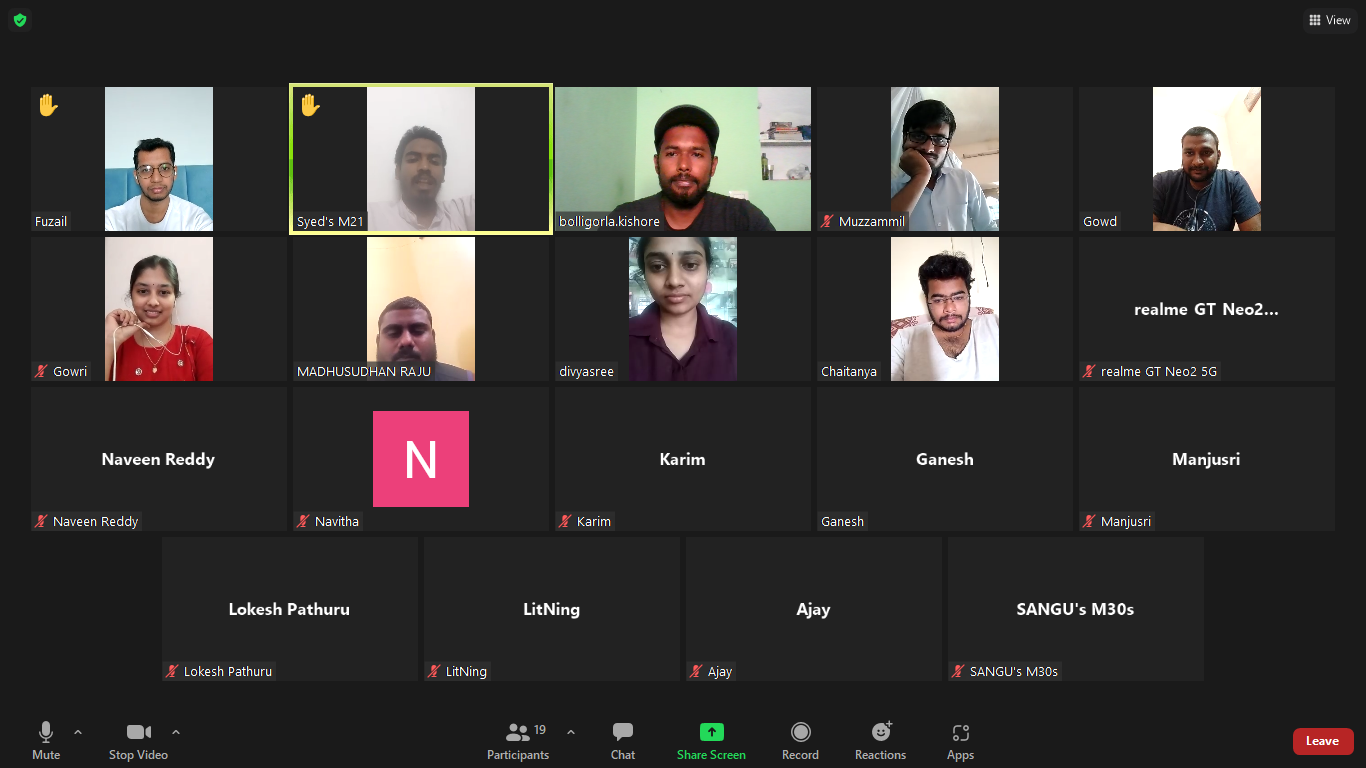 View
Fuzail
Syed's M21
bolligorla.kishore
Muzzammil
Gowd
Gowri
MADHUSUDHAN RAJU
divyasree
Chaitanya
realme GT Neo2...
realme GT Neo2 5G
Naveen Reddy
Naveen Reddy
N
Navitha
Karim
Karim
Ganesh
Ganesh
Manjusri
Manjusri
Lokesh Pathuru
Lokesh Pathuru
LitNing
LitNing
Ajay
Ajay
SANGU's M30s
SANGU's M30s
Mute
Stop Video
Participants 19
Chat
Share Screen
Record
Reactions
Apps
Leave